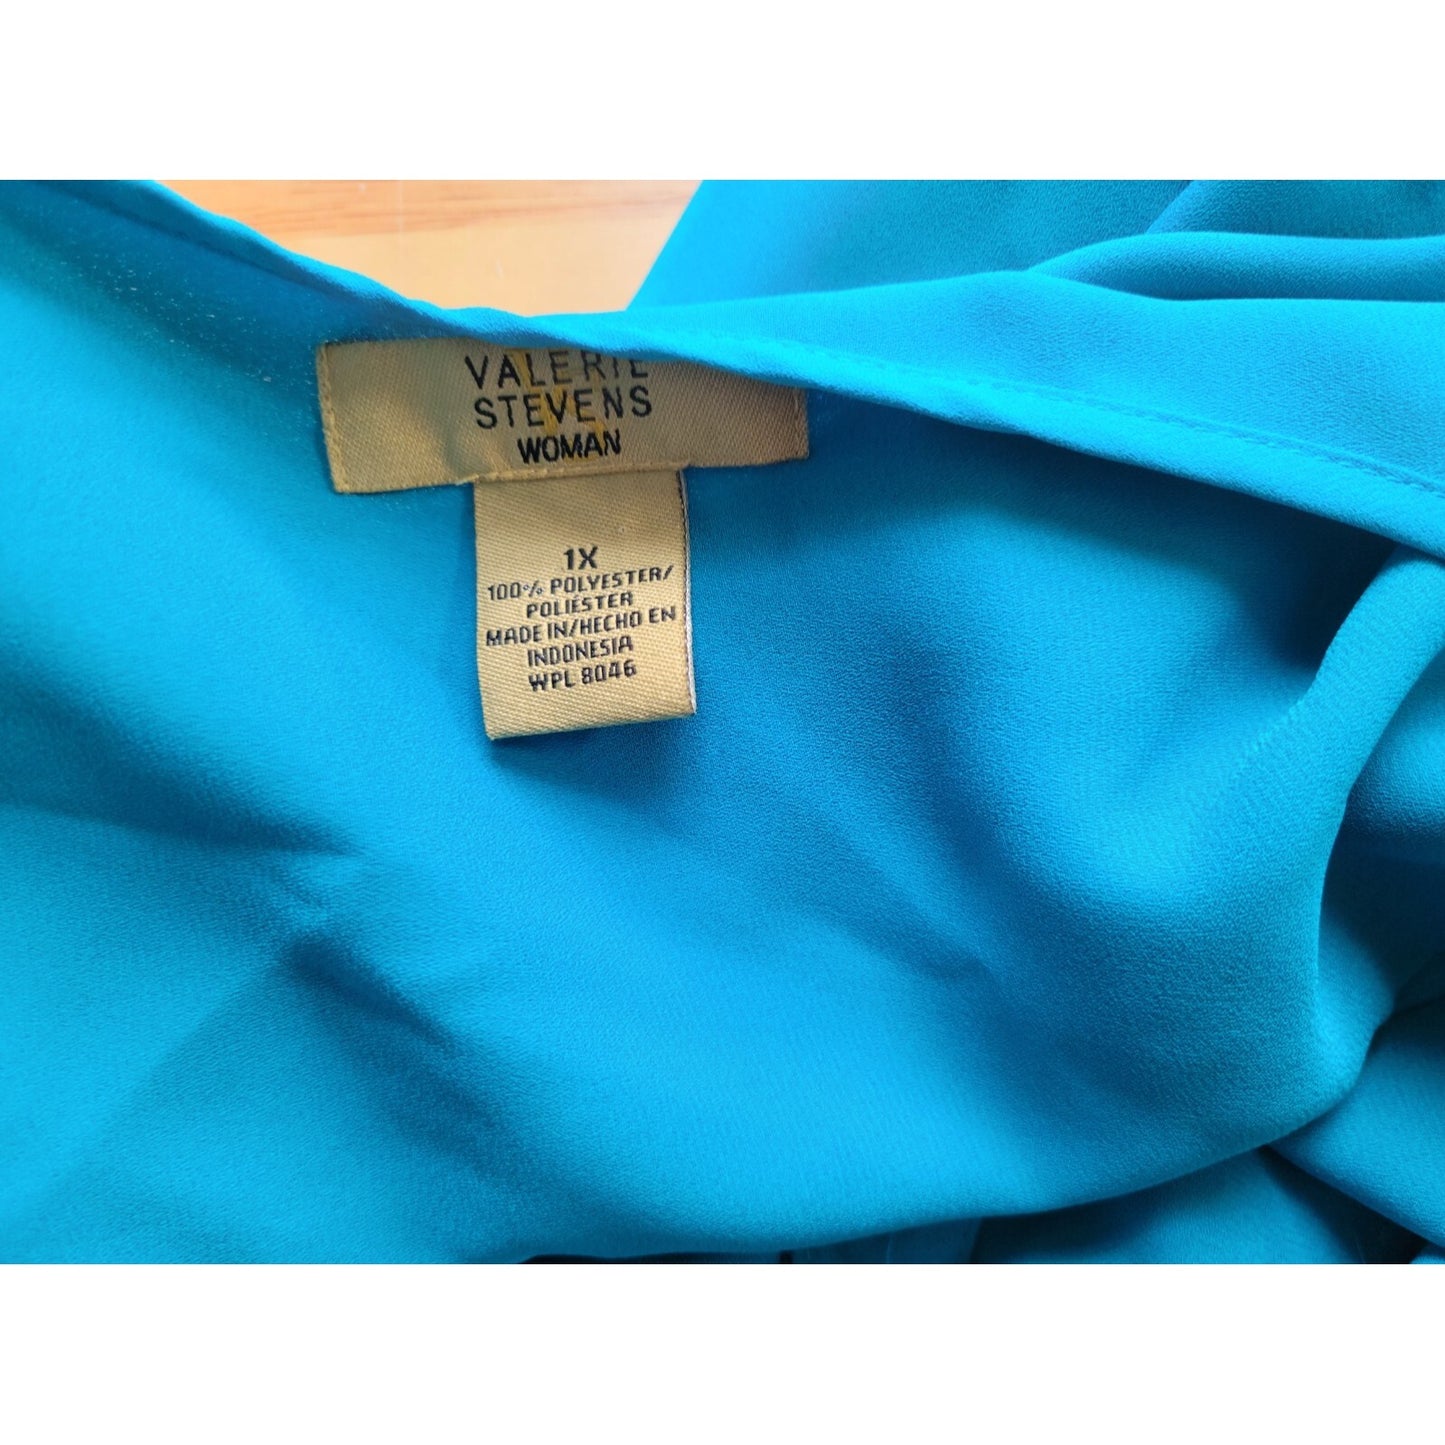 VALERIE
STEVENS
WOMAN
1X
100% POLYESTER/
POLIÉSTER
MADE IN/HECHO EN
INDONESIA
WPL 8046